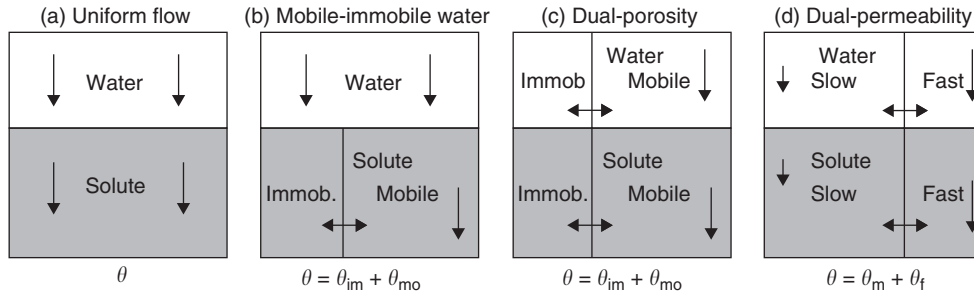 (a) Uniform flow
Water
Solute
θ
(b) Mobile-immobile water
Water
Solute
Immob. Mobile
θ = θim + θmo
(c) Dual-porosity
Water
Immob Mobile
Solute
Immob. Mobile
θ = θim + θmo
(d) Dual-permeability
Water
Slow Fast
Solute
Slow Fast
θ = θm + θf